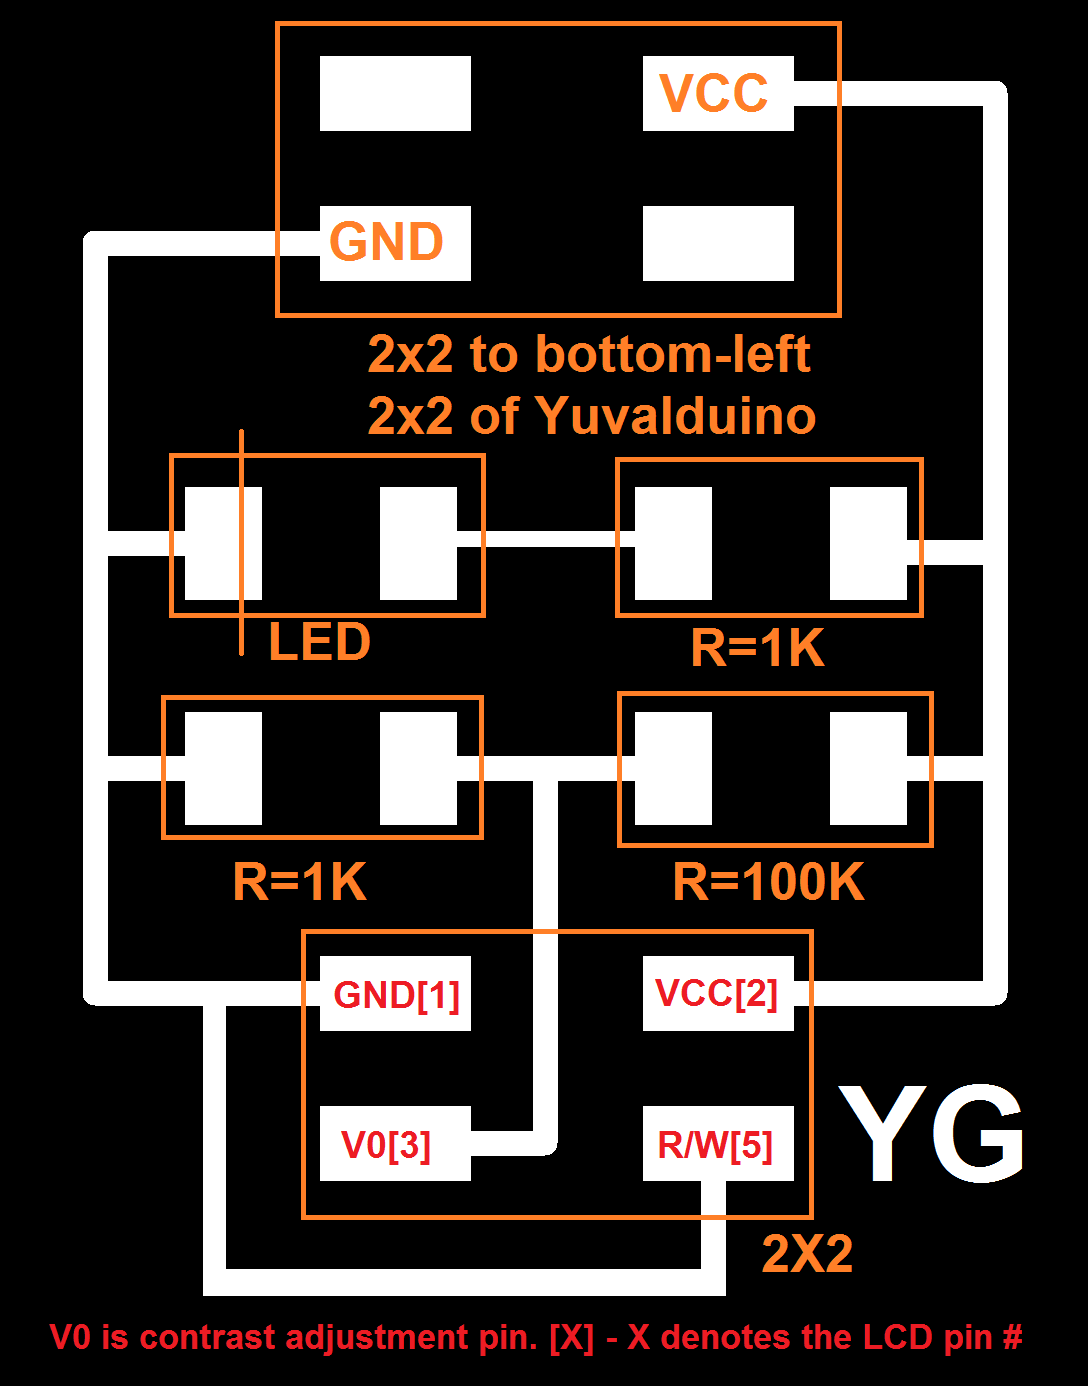 VCC
GND
2x2 to bottom-left
2x2 of Yuvalduino
LED
R=1K
R=1K
R=100K
GND[1]
VCC[2]
V0[3]
R/W[5]
YG
2X2
V0 is contrast adjustment pin. [X] - X denotes the LCD pin #